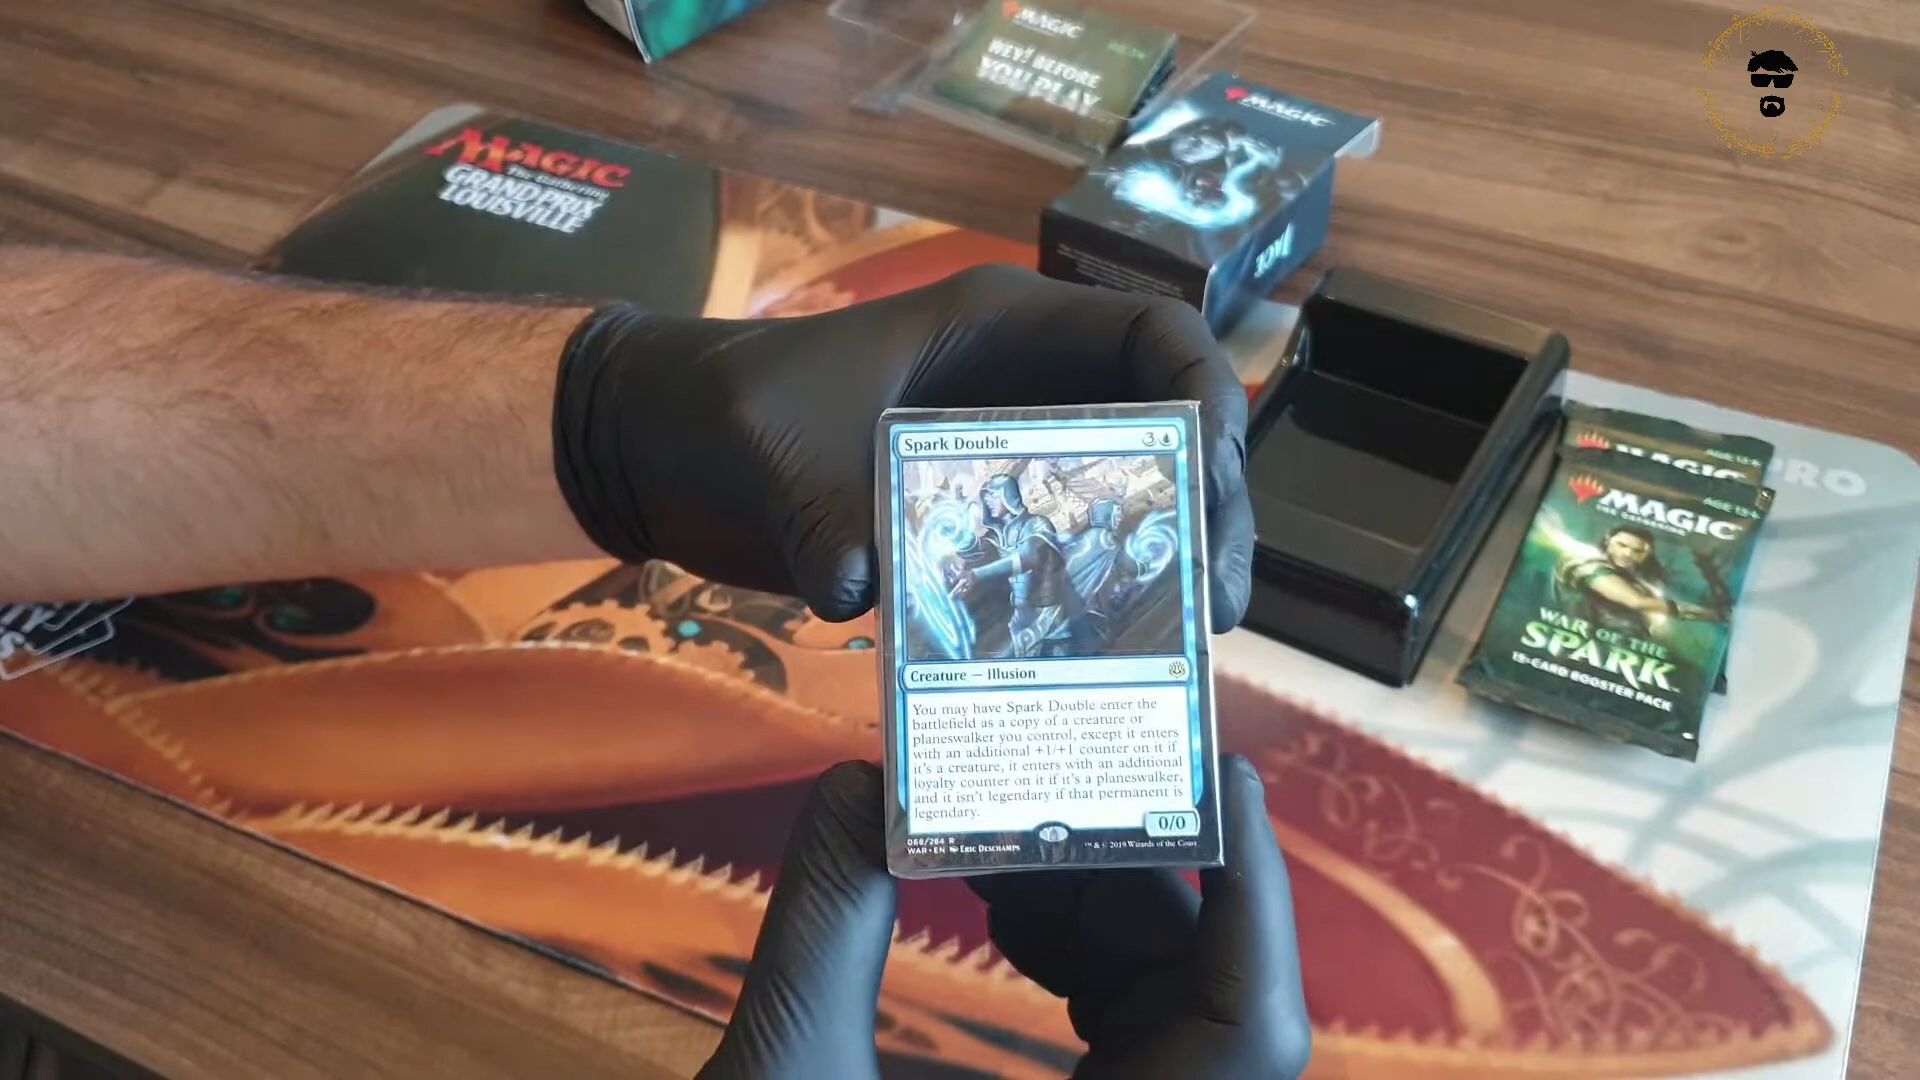 MAGIC
HEY! BEFORE
YOU PLAY
MAGIC
MAGIC
The Gathering
GRAND PRIX
LOUISVILLE
Spark Double
3
Creature — Illusion
You may have Spark Double enter the
battlefield as a copy of a creature or
planeswalker you control, except it enters
with an additional +1/+1 counter on it if
it's a creature, it enters with an additional
loyalty counter on it if it's a planeswalker,
and it isn't legendary if that permanent is
legendary.
0/0
068/264 R
WAR • EN ERIC DESCHAMPS
™ & © 2019 Wizards of the Coast
MAGIC
PRO
MAGIC
THE GATHERING
AGE 13+
WAR OF THE
SPARK
15-CARD BOOSTER PACK